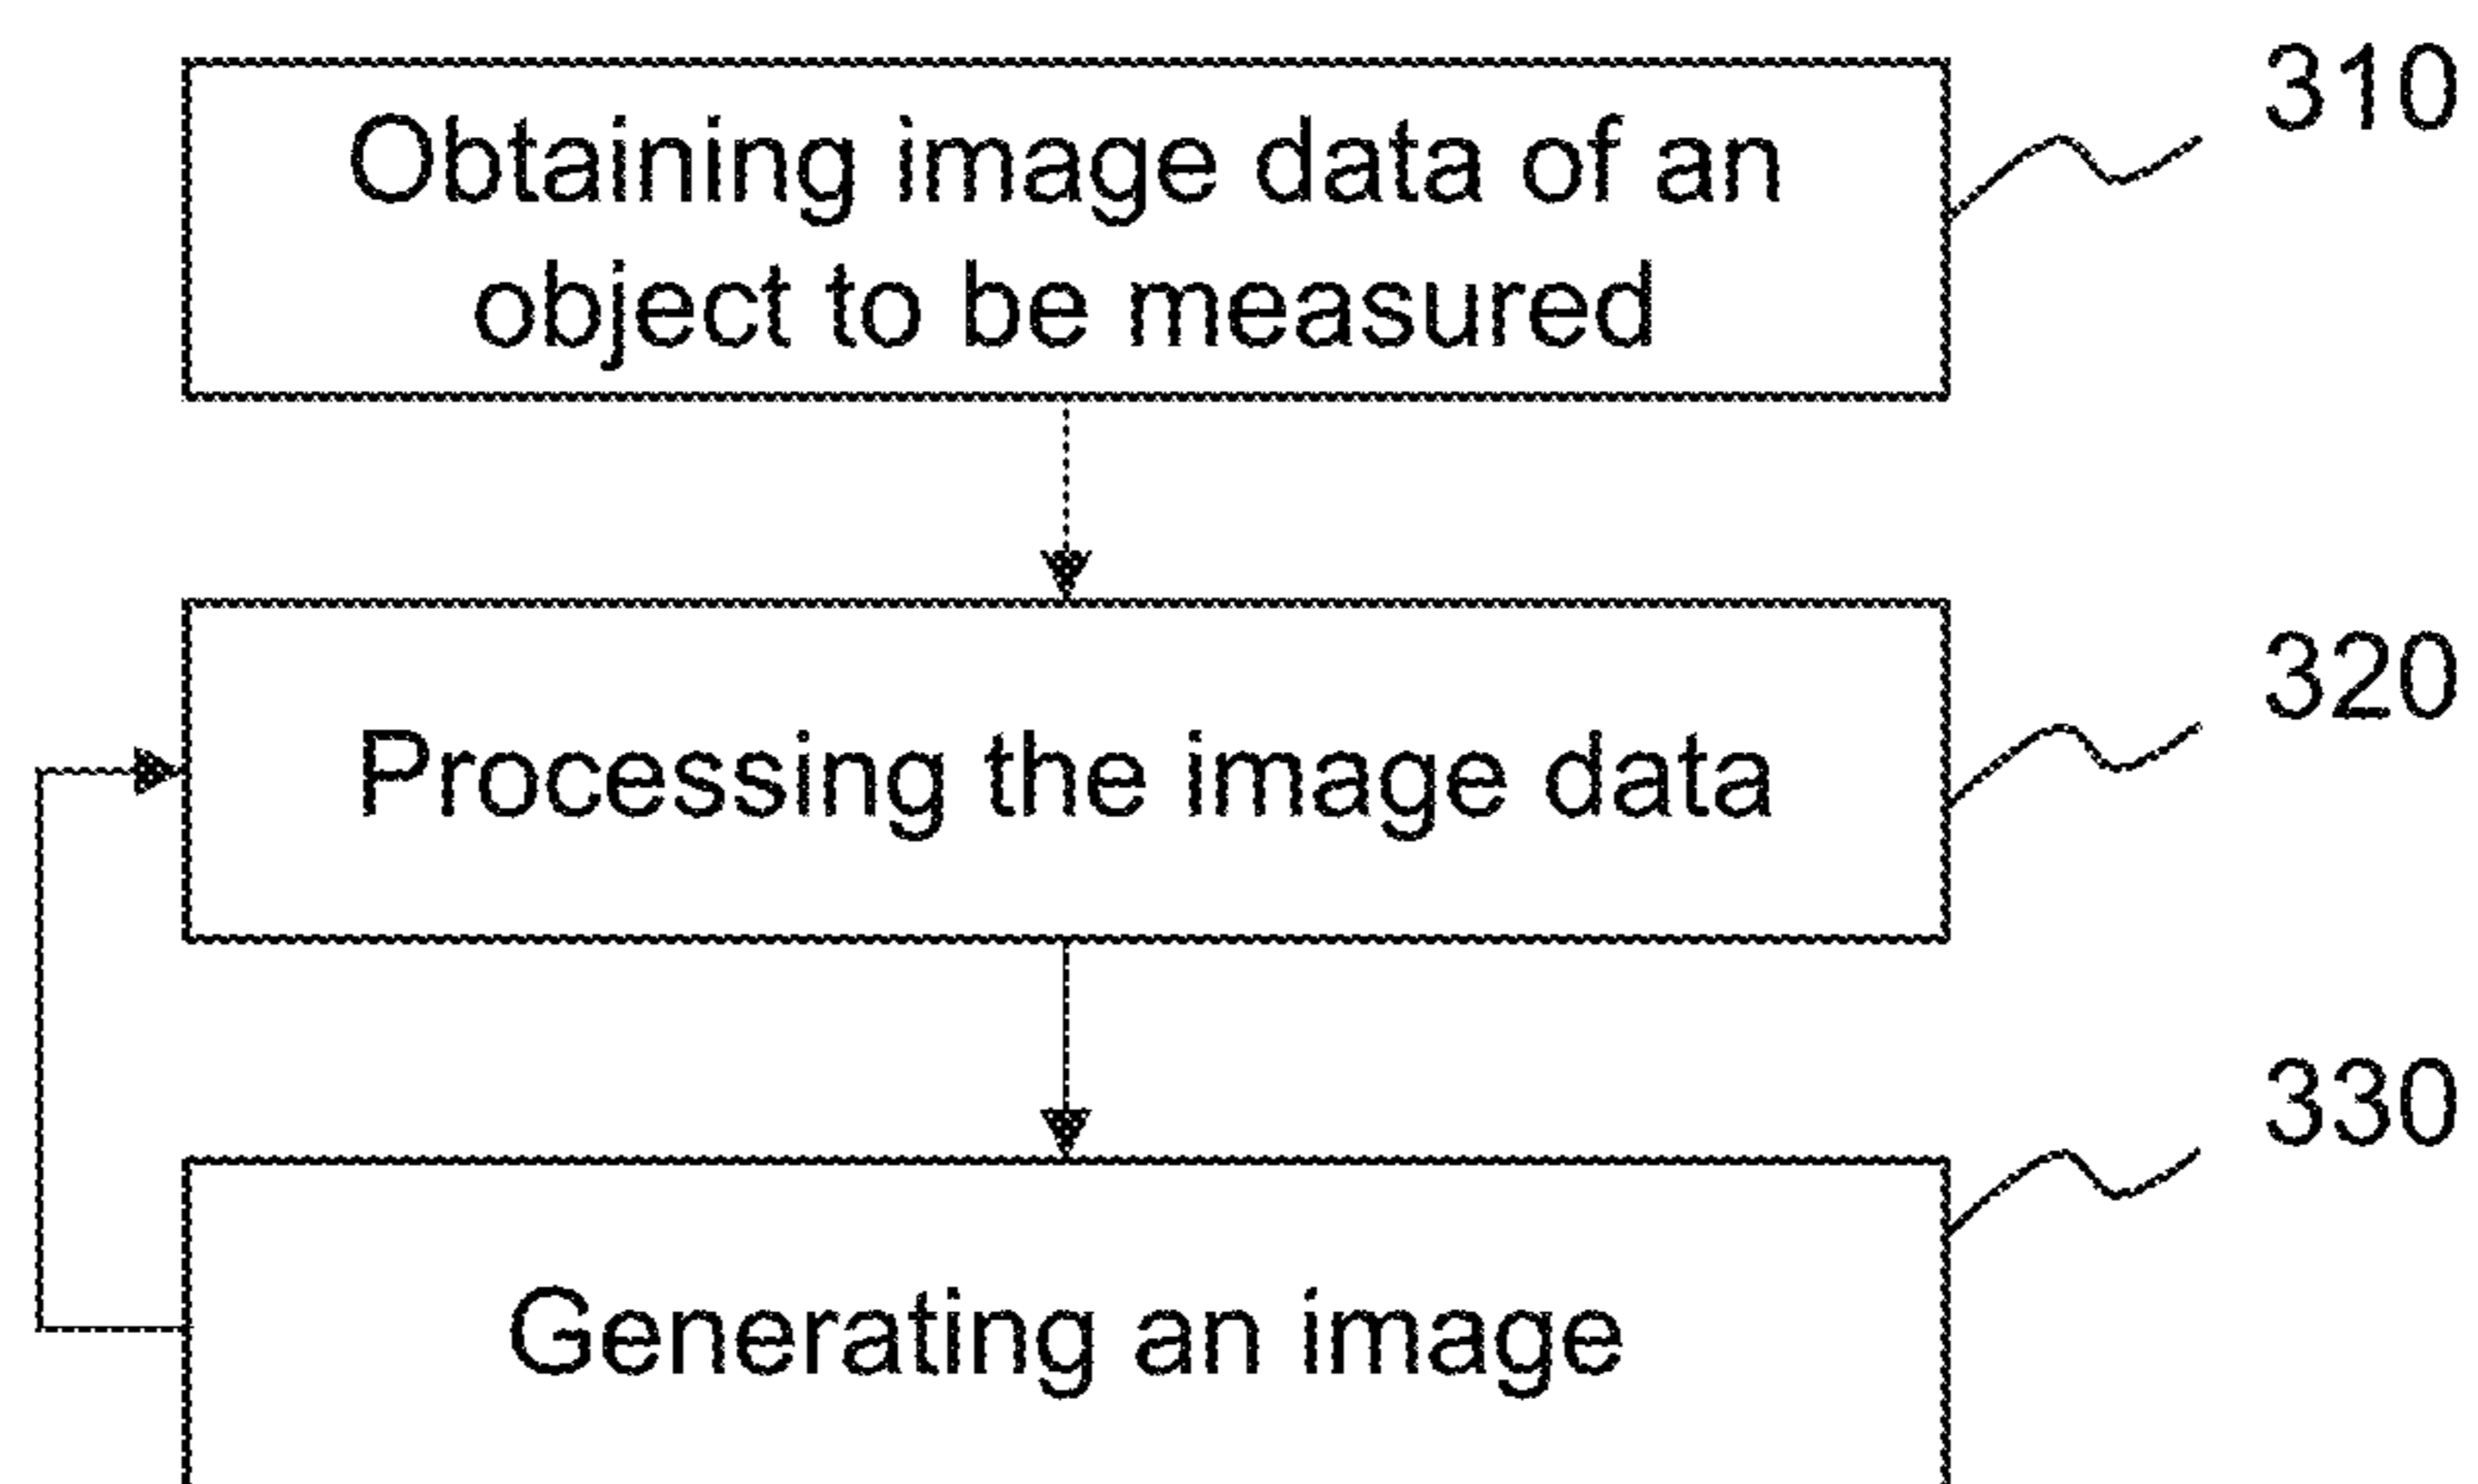 310
Obtaining image data of an
object to be measured
320
Processing the image data
330
Generating an image